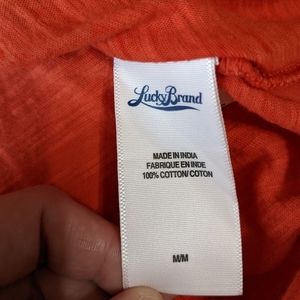 Lucky Brand
MADE IN INDIA
FABRIQUE EN INDE
100% COTTON/ COTON
M/M